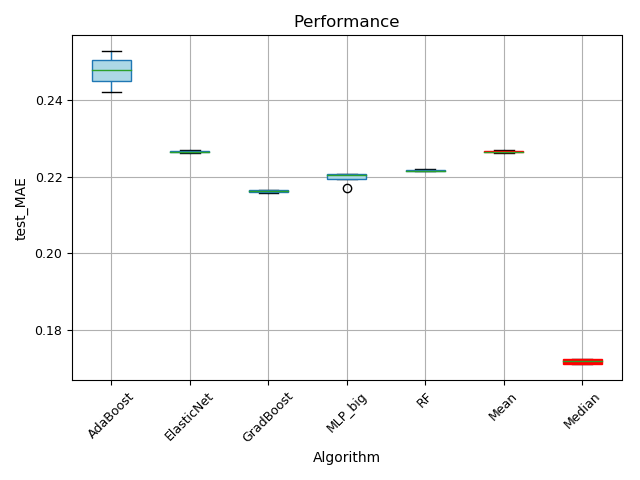 Performance
test_MAE
0.24
0.22
0.20
0.18
AdaBoost
ElasticNet
GradBoost
MLP_big
RF
Mean
Median
Algorithm